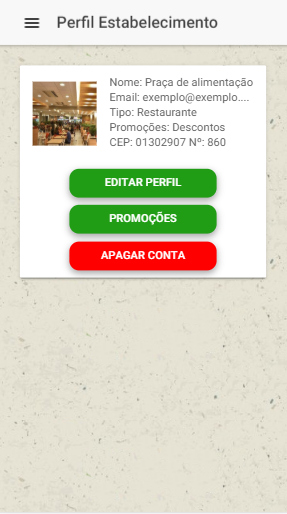 Perfil Estabelecimento
Nome: Praça de alimentação
Email: exemplo@exemplo....
Tipo: Restaurante
Promoções: Descontos
CEP: 01302907 Nº: 860
EDITAR PERFIL
PROMOÇÕES
APAGAR CONTA